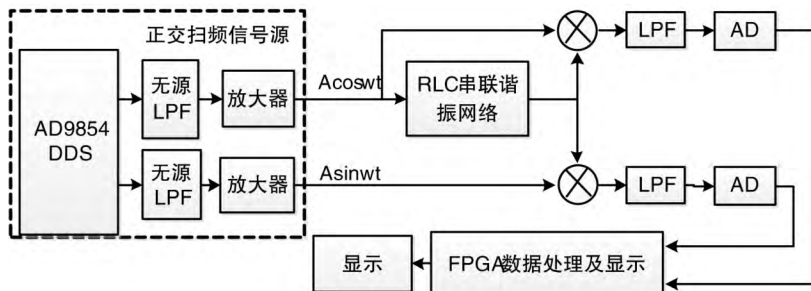 正交扫频信号源
AD9854
DDS
无源
LPF
放大器
Acoswt
RLC串联谐
振网络
LPF
AD
无源
LPF
放大器
Asinwt
LPF
AD
显示
FPGA数据处理及显示